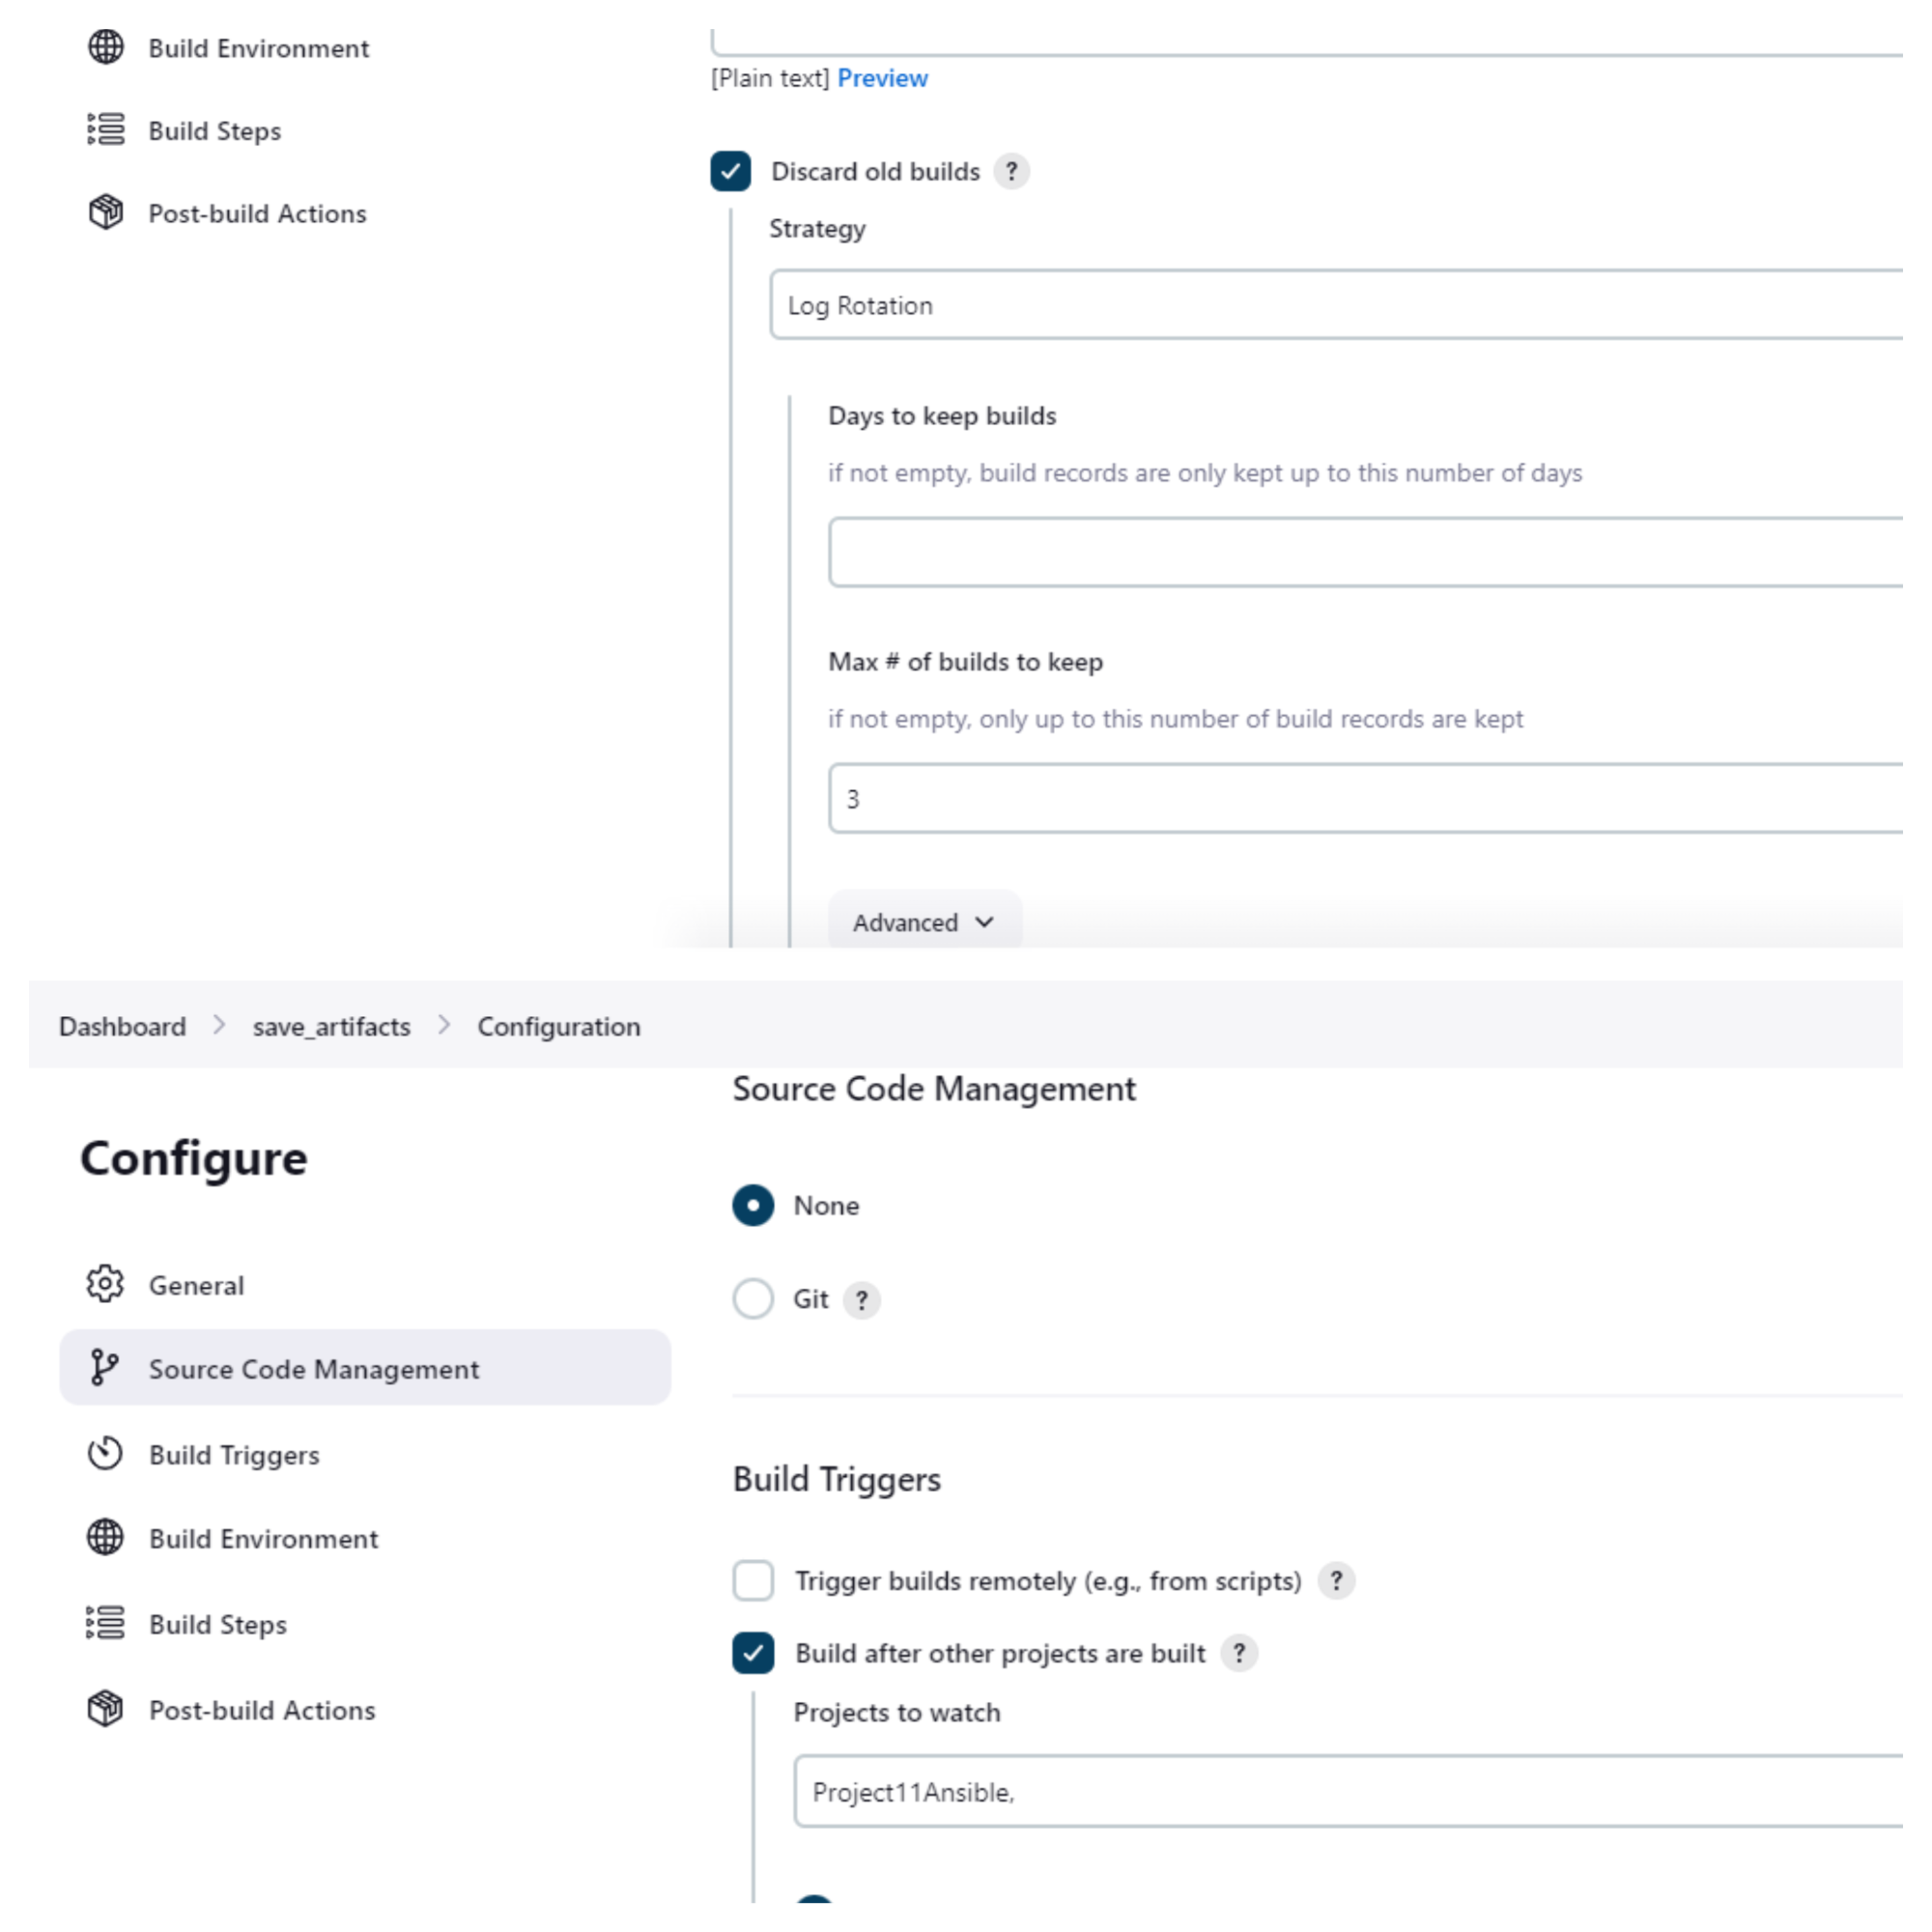 Build Environment
Build Steps
Post-build Actions
[Plain text] Preview
Discard old builds ?
Strategy
Log Rotation
Days to keep builds
if not empty, build records are only kept up to this number of days
Max # of builds to keep
if not empty, only up to this number of build records are kept
3
Advanced
Dashboard save_artifacts Configuration
Configure
General
Source Code Management
Build Triggers
Build Environment
Build Steps
Post-build Actions
Source Code Management
None
Git ?
Build Triggers
Trigger builds remotely (e.g., from scripts) ?
Build after other projects are built ?
Projects to watch
Project11Ansible,